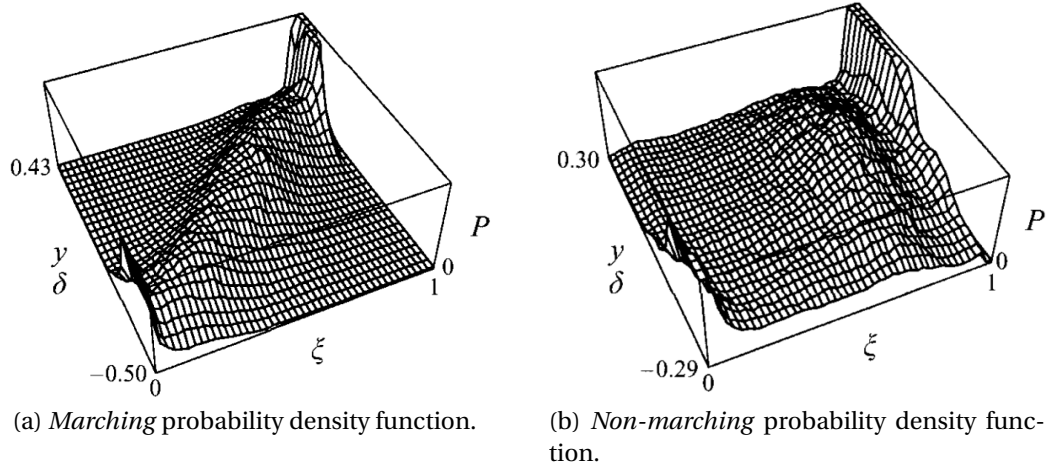 0.43
y
δ
−0.50
0
ξ
1
0
P
(a) Marching probability density function.
0.30
y
δ
−0.29
0
ξ
1
0
P
(b) Non-marching probability density func-
tion.